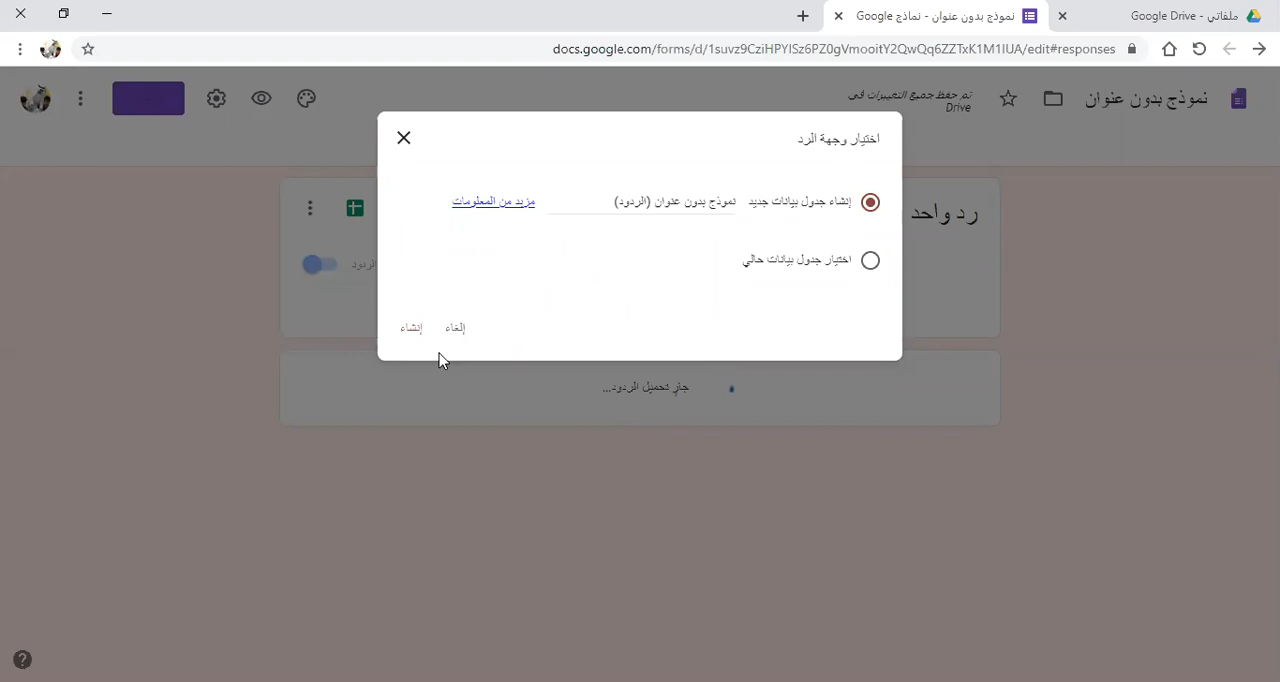 ملفاتي - Google Drive
نموذج بدون عنوان - نماذج Google
docs.google.com/forms/d/1suvz9CziHPYlSz6PZ0gVmooitY2QwQq6ZZTxK1M1IUA/edit#responses
نموذج بدون عنوان
تم حفظ جميع التغييرات في
Drive
اختيار وجهة الرد
إنشاء جدول بيانات جديد
نموذج بدون عنوان (الردود)
مزيد من المعلومات
رد واحد
اختيار جدول بيانات حالي
الردود
إلغاء
إنشاء
جارٍ تحميل الردود...